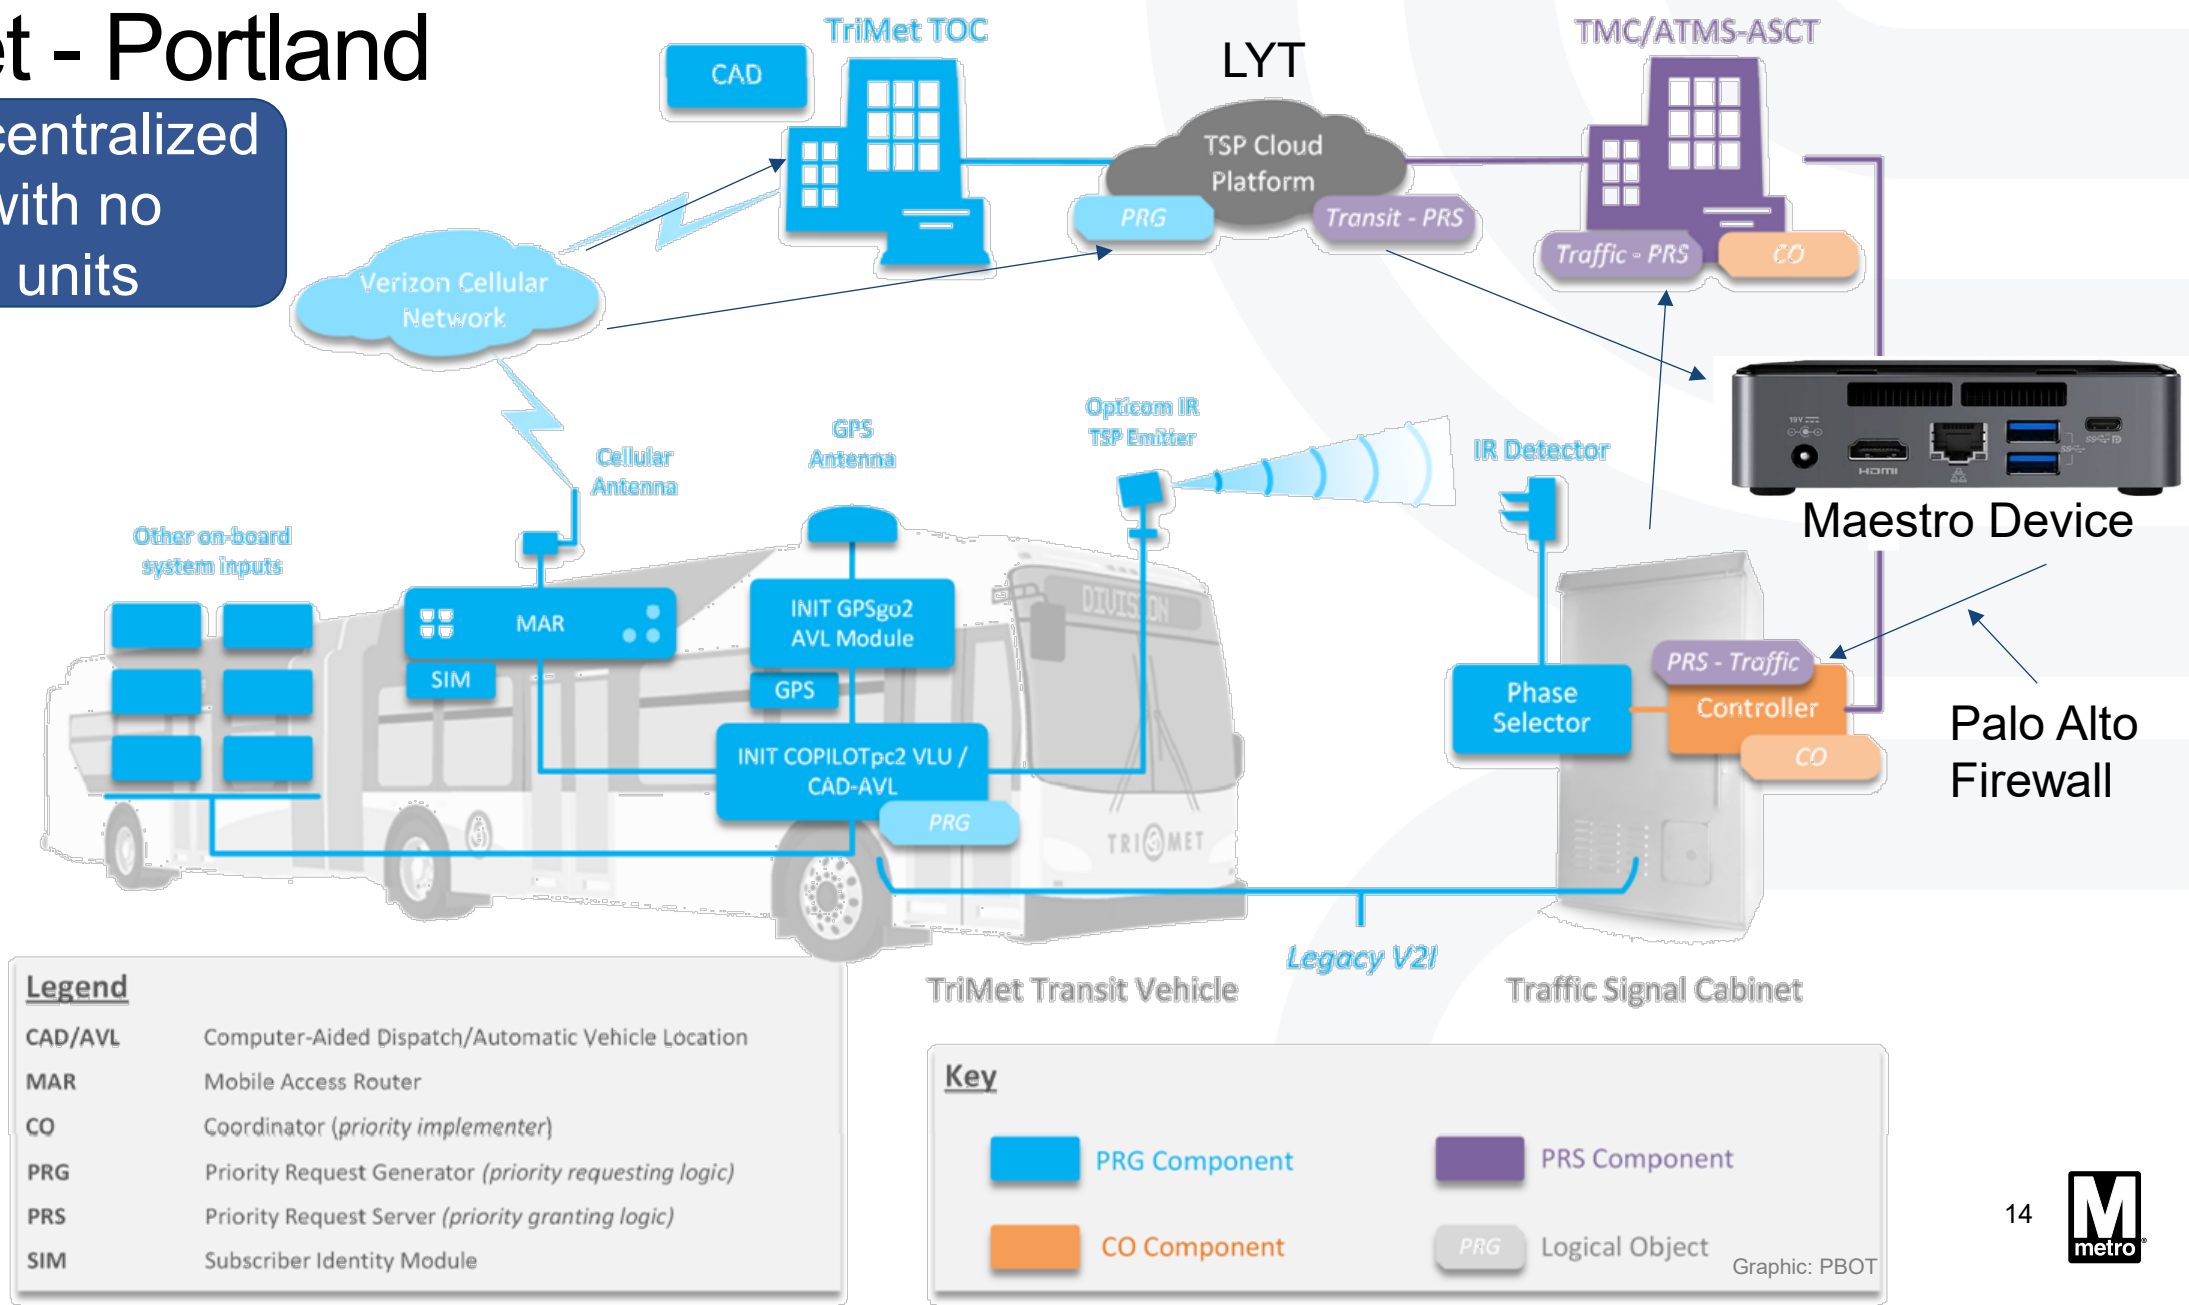 et - Portland
centralized
with no
units
TriMet TOC
CAD
LYT
TMC/ATMS-ASCT
TSP Cloud
Platform
PRG
Transit - PRS
Traffic - PRS
CO
Verizon Cellular
Network
Cellular
Antenna
GPS
Antenna
Opticom IR
TSP Emitter
IR Detector
19V
HDMI
Maestro Device
Other on-board
system inputs
MAR
SIM
INIT GPSgo2
AVL Module
GPS
INIT COPILOTpc2 VLU /
CAD-AVL
PRG
DIVISION
TRIMET
Phase
Selector
PRS - Traffic
Controller
CO
Palo Alto
Firewall
Legacy V2I
TriMet Transit Vehicle
Traffic Signal Cabinet
Legend
CAD/AVL Computer-Aided Dispatch/Automatic Vehicle Location
MAR Mobile Access Router
CO Coordinator (priority implementer)
PRG Priority Request Generator (priority requesting logic)
PRS Priority Request Server (priority granting logic)
SIM Subscriber Identity Module
Key
PRG Component
PRS Component
CO Component
PRG Logical Object
Graphic: PBOT
14
M
metro